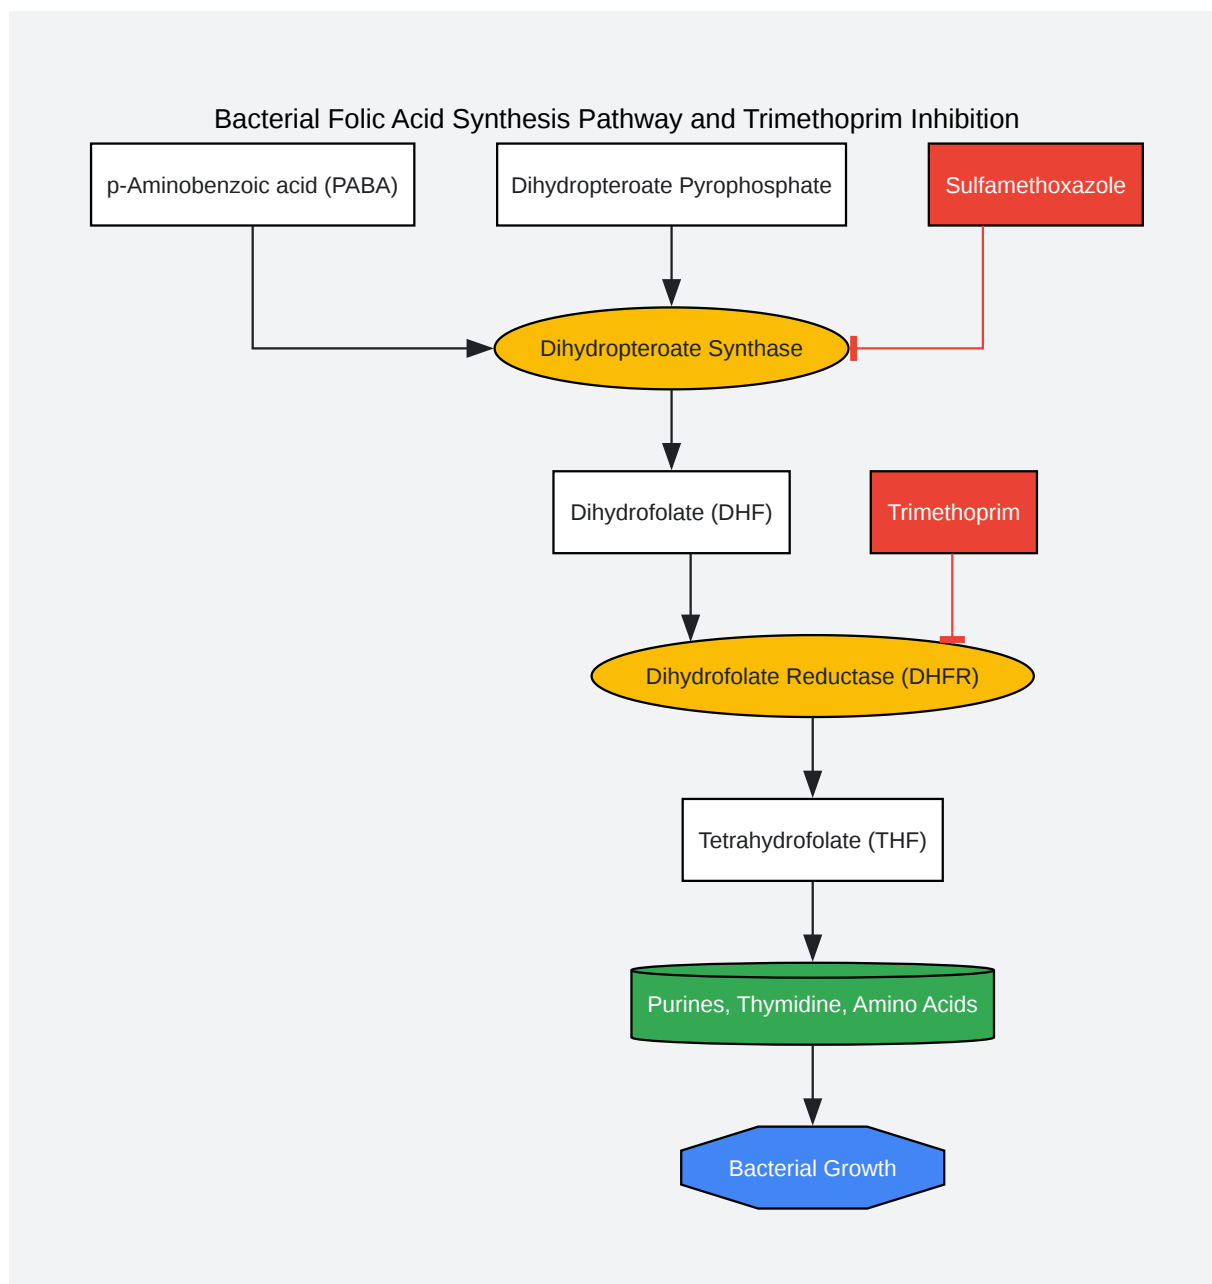 Bacterial Folic Acid Synthesis Pathway and Trimethoprim Inhibition
p-Aminobenzoic acid (PABA)
Dihydropteroate Pyrophosphate
Sulfamethoxazole
Dihydropteroate Synthase
Dihydrofolate (DHF)
Trimethoprim
Dihydrofolate Reductase (DHFR)
Tetrahydrofolate (THF)
Purines, Thymidine, Amino Acids
Bacterial Growth